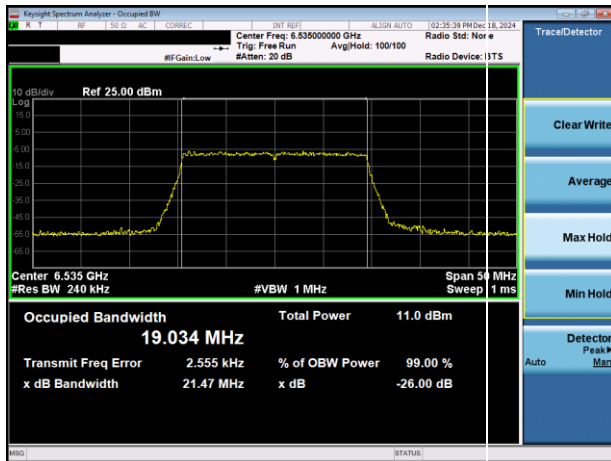 Keysight Spectrum Analyzer - Occupied BW
R T RF 50 Ω AC CORREC INT REF ALIGN AUTO 02:35:39 PM Dec 18, 2024
Center Freq: 6.535000000 GHz Radio Std: None
Trig: Free Run Avg|Hold: 100/100
#IFGain:Low #Atten: 20 dB Radio Device: BTS
Trace/Detector
10 dB/div Ref 25.00 dBm
Log
15.0
5.00
-5.00
-15.0
-25.0
-35.0
-45.0
-55.0
-65.0
Center 6.535 GHz Span 50 MHz
#Res BW 240 kHz #VBW 1 MHz Sweep 1 ms
Occupied Bandwidth Total Power 11.0 dBm
19.034 MHz
Transmit Freq Error 2.555 kHz % of OBW Power 99.00 %
x dB Bandwidth 21.47 MHz x dB -26.00 dB
Clear Write
Average
Max Hold
Min Hold
Detector
Peak
Auto Man
MSG STATUS